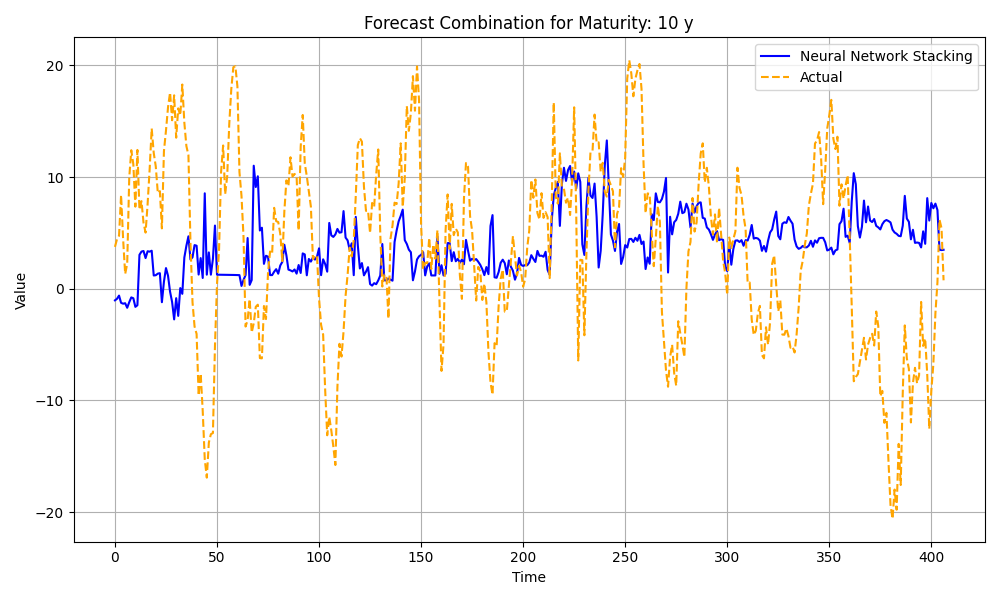 Forecast Combination for Maturity: 10 y
Neural Network Stacking
Actual
Value
20
10
0
−10
−20
0 50 100 150 200 250 300 350 400
Time